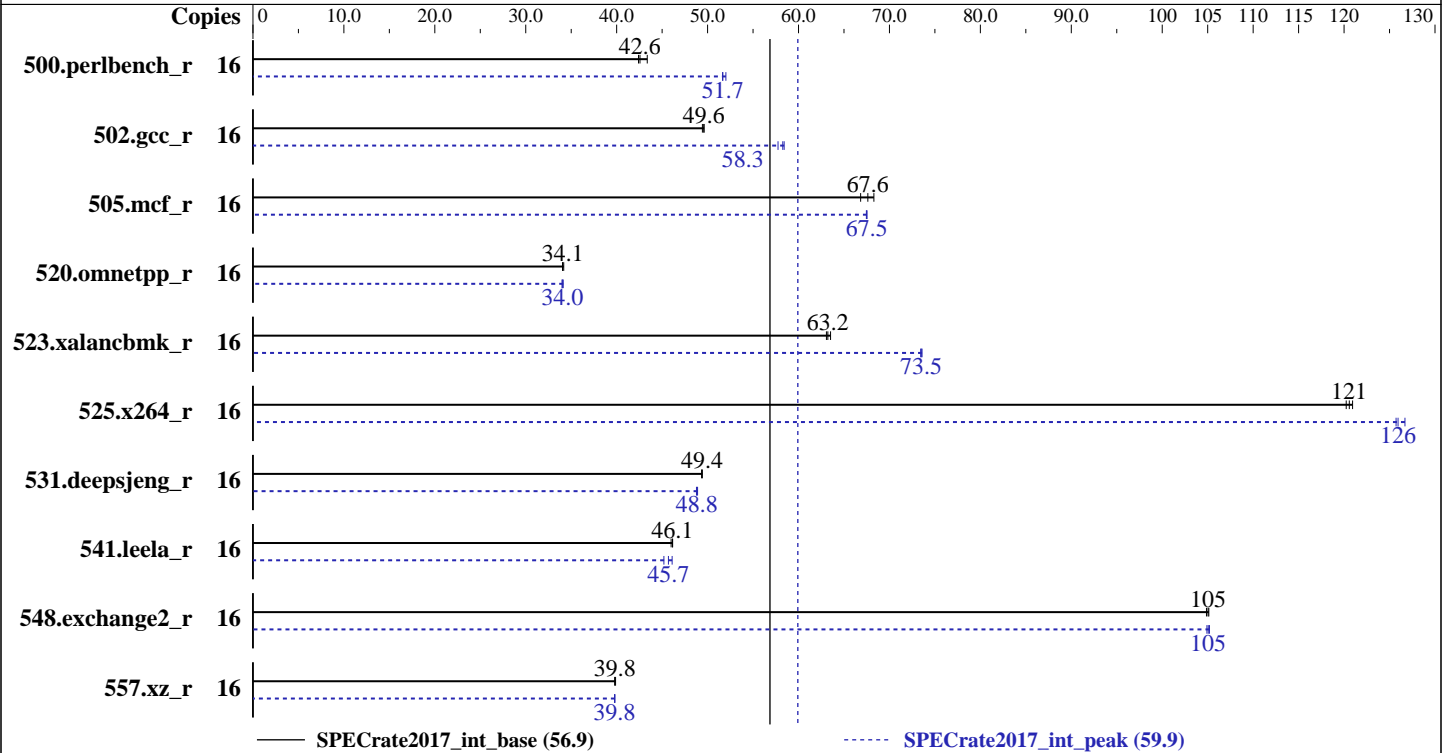 Copies 0 10.0 20.0 30.0 40.0 50.0 60.0 70.0 80.0 90.0 100 105 110 115 120 130
42.6
500.perlbench_r 16
51.7
49.6
502.gcc_r 16
58.3
67.6
505.mcf_r 16
67.5
34.1
520.omnetpp_r 16
34.0
63.2
523.xalancbmk_r 16
73.5
121
525.x264_r 16
126
49.4
531.deepsjeng_r 16
48.8
46.1
541.leela_r 16
45.7
105
548.exchange2_r 16
105
39.8
557.xz_r 16
39.8
SPECrate2017_int_base (56.9) SPECrate2017_int_peak (59.9)